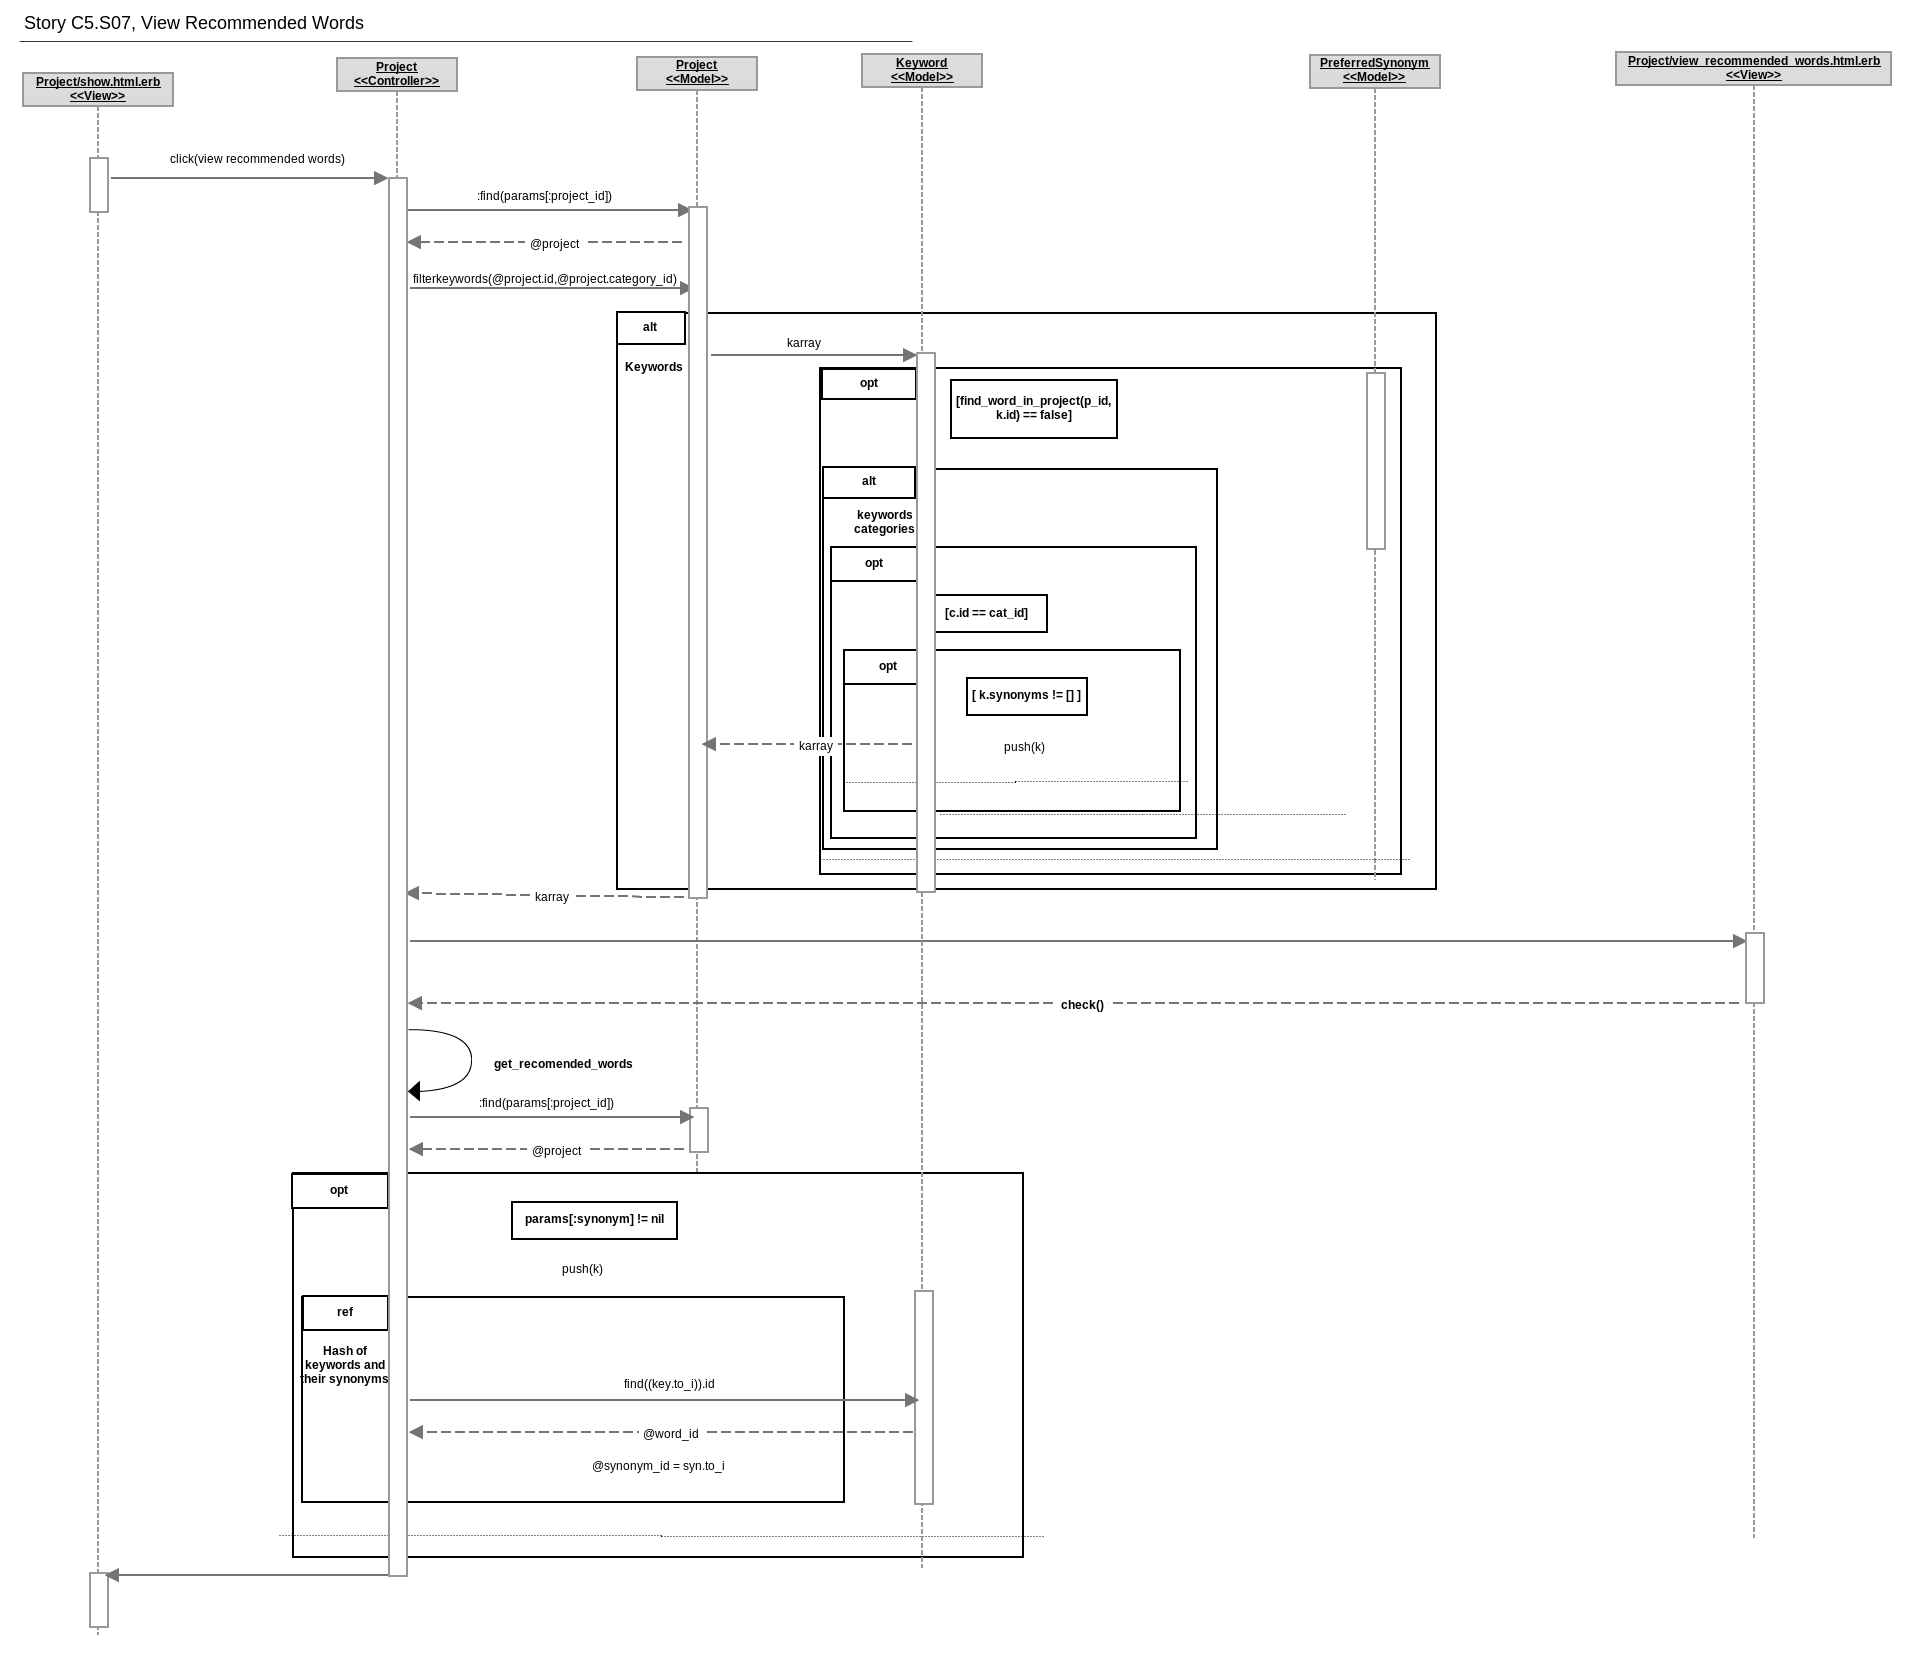 Story C5.S07, View Recommended Words
Project/show.html.erb
<<View>>
Project
<<Controller>>
Project
<<Model>>
Keyword
<<Model>>
PreferredSynonym
<<Model>>
Project/view_recommended_words.html.erb
<<View>>
click(view recommended words)
:find(params[:project_id])
@project
filterkeywords(@project.id,@project.category_id)
alt
Keywords
karray
opt
[find_word_in_project(p_id,
k.id) == false]
alt
keywords
categories
opt
[c.id == cat_id]
opt
[ k.synonyms != [] ]
karray
push(k)
karray
check()
get_recomended_words
:find(params[:project_id])
@project
opt
params[:synonym] != nil
push(k)
ref
Hash of
keywords and
their synonyms
find((key.to_i)).id
@word_id
@synonym_id = syn.to_i